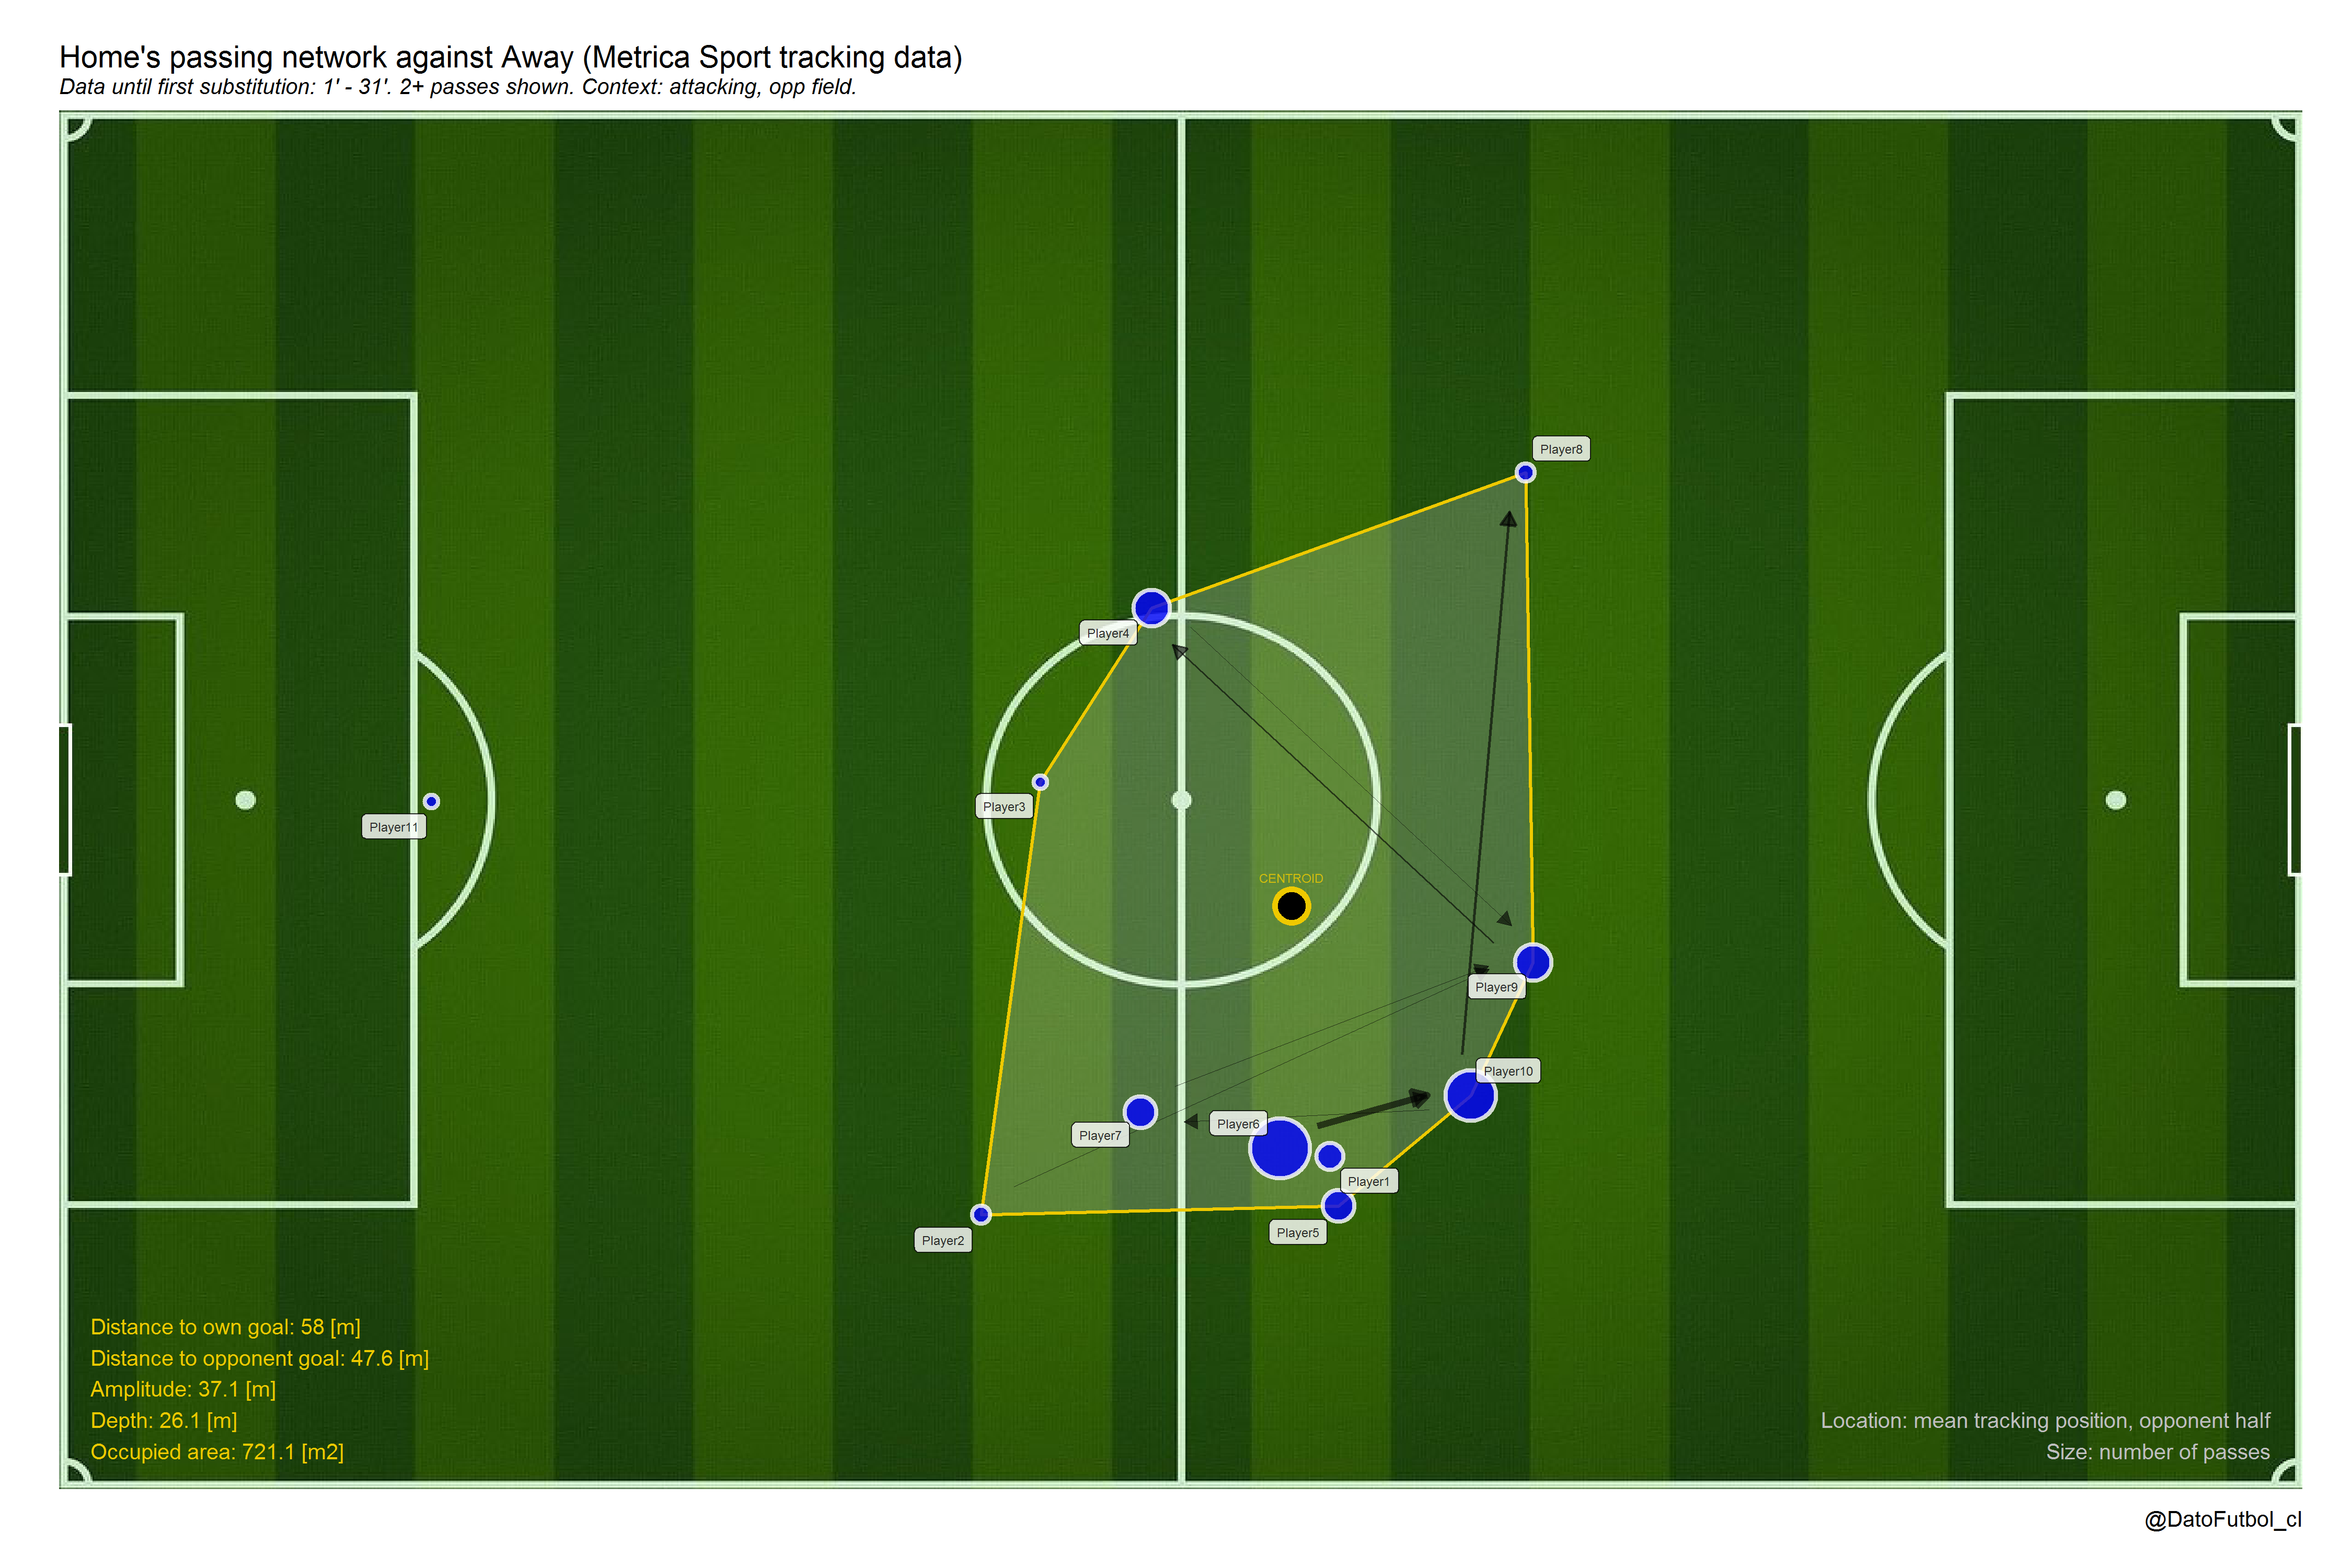 Home's passing network against Away (Metrica Sport tracking data)
Data until first substitution: 1' - 31'. 2+ passes shown. Context: attacking, opp field.
Player8
Player4
Player3
Player11
CENTROID
Player9
Player10
Player6
Player7
Player1
Player5
Player2
Distance to own goal: 58 [m]
Distance to opponent goal: 47.6 [m]
Amplitude: 37.1 [m]
Depth: 26.1 [m]
Occupied area: 721.1 [m2]
Location: mean tracking position, opponent half
Size: number of passes
@DatoFutbol_cl